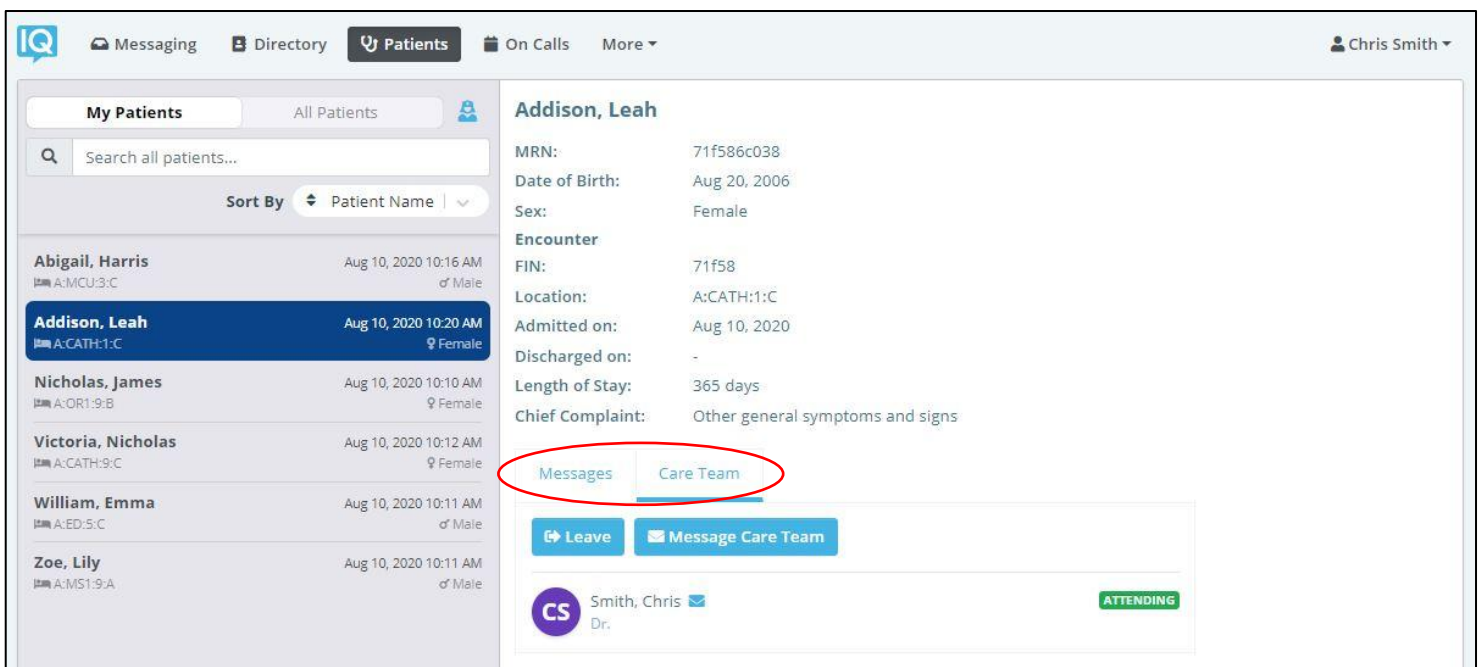 IQ Messaging Directory Patients On Calls More Chris Smith
My Patients All Patients
Search all patients...
Sort By Patient Name
Abigail, Harris Aug 10, 2020 10:16 AM
A:MCU:3:C Male
Addison, Leah Aug 10, 2020 10:20 AM
A:CATH:1:C Female
Nicholas, James Aug 10, 2020 10:10 AM
A:OR1:9:B Female
Victoria, Nicholas Aug 10, 2020 10:12 AM
A:CATH:9:C Female
William, Emma Aug 10, 2020 10:11 AM
A:ED:5:C Male
Zoe, Lily Aug 10, 2020 10:11 AM
A:MS1:9:A Male
Addison, Leah
MRN: 71f586c038
Date of Birth: Aug 20, 2006
Sex: Female
Encounter
FIN: 71f58
Location: A:CATH:1:C
Admitted on: Aug 10, 2020
Discharged on: -
Length of Stay: 365 days
Chief Complaint: Other general symptoms and signs
Messages Care Team
Leave Message Care Team
CS Smith, Chris ATTENDING
Dr.